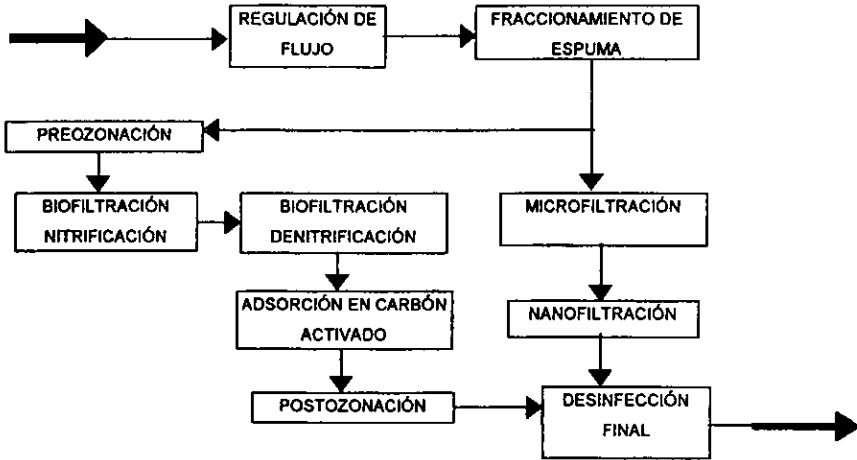 REGULACIÓN DE
FLUJO
FRACCIONAMIENTO DE
ESPUMA
PREOZONACIÓN
BIOFILTRACIÓN
NITRIFICACIÓN
BIOFILTRACIÓN
DENITRIFICACIÓN
MICROFILTRACIÓN
ADSORCIÓN EN CARBÓN
ACTIVADO
NANOFILTRACIÓN
POSTOZONACIÓN
DESINFECCIÓN
FINAL